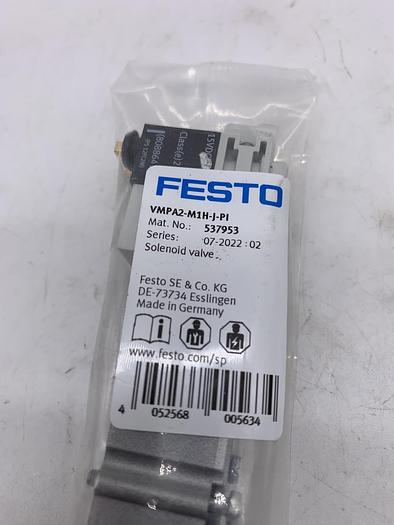 FESTO
VMPA2-M1H-J-PI
Mat. No.: 537953
Series: 07-2022 : 02
Solenoid valve
Festo SE & Co. KG
DE-73734 Esslingen
Made in Germany
www.festo.com/sp
4 052568 005634